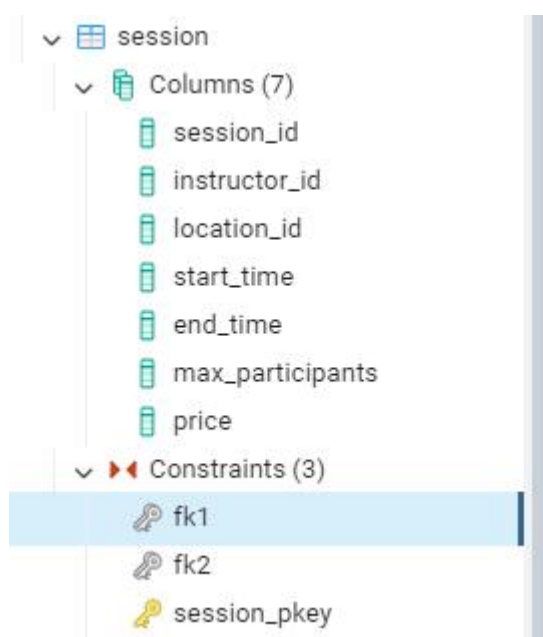 session
Columns (7)
session_id
instructor_id
location_id
start_time
end_time
max_participants
price
Constraints (3)
fk1
fk2
session_pkey